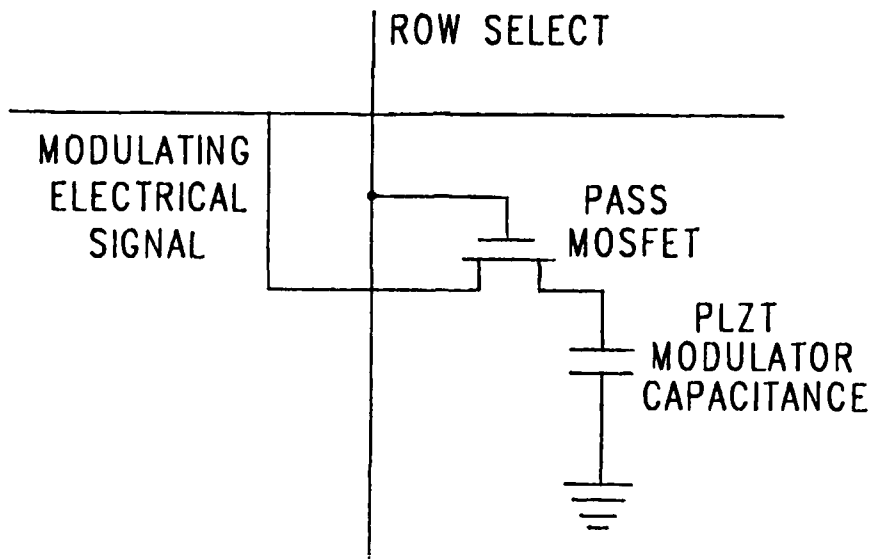 ROW SELECT
MODULATING
ELECTRICAL
SIGNAL
PASS
MOSFET
PLZT
MODULATOR
CAPACITANCE